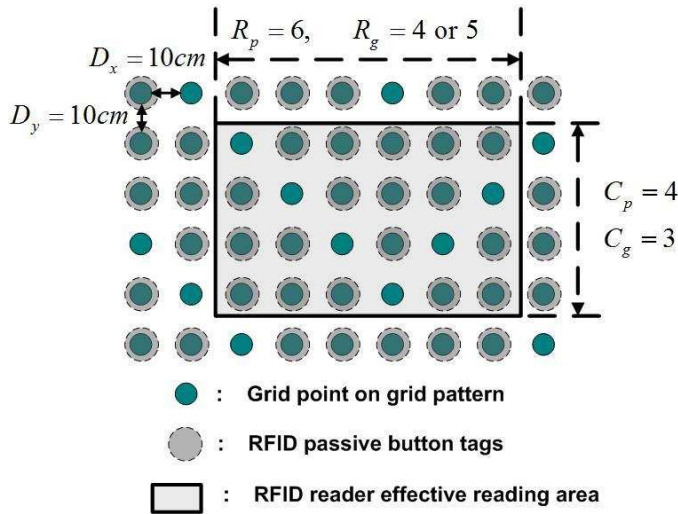 R_p = 6,    R_g = 4 or 5
D_x = 10cm
D_y = 10cm
C_p = 4
C_g = 3
: Grid point on grid pattern
: RFID passive button tags
: RFID reader effective reading area